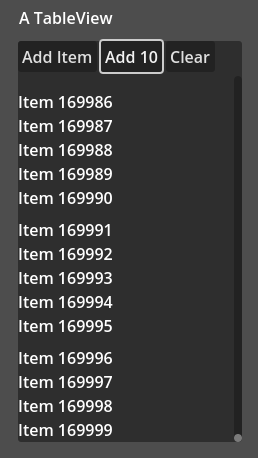 A TableView
Add Item Add 10 Clear
Item 169986
Item 169987
Item 169988
Item 169989
Item 169990
Item 169991
Item 169992
Item 169993
Item 169994
Item 169995
Item 169996
Item 169997
Item 169998
Item 169999